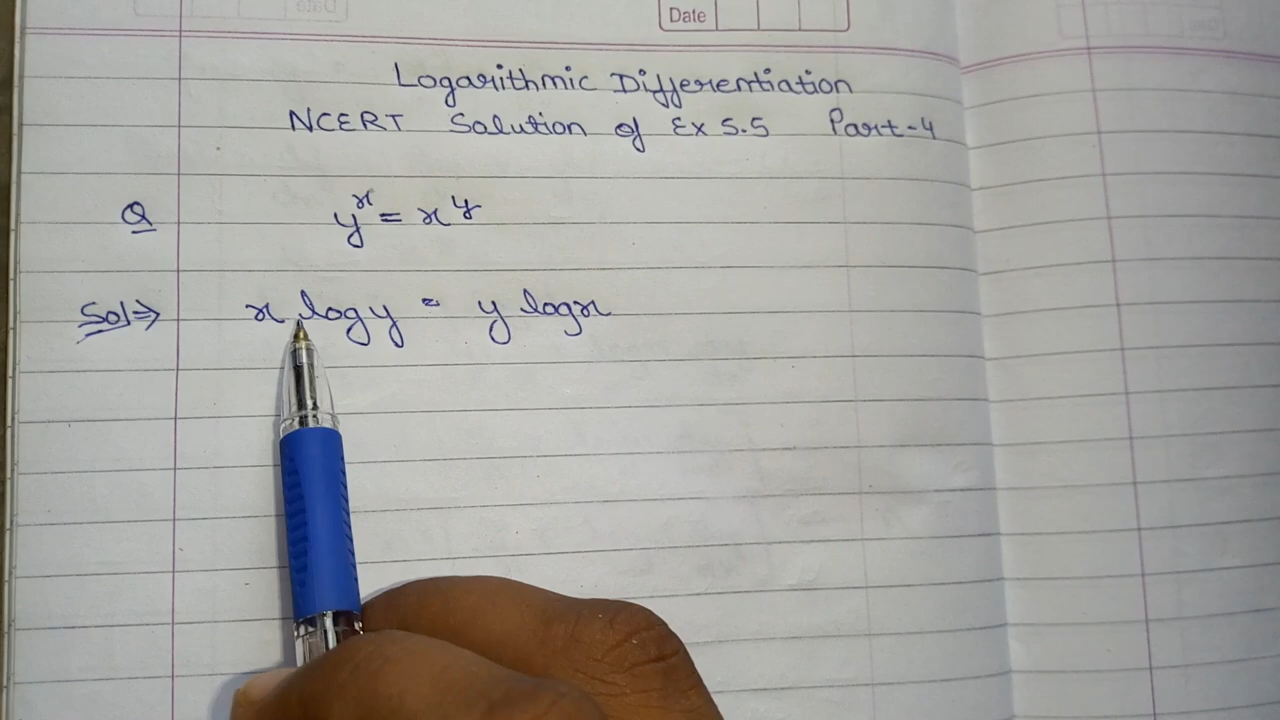 Date
Logarithmic Differentiation
NCERT Solution of Ex 5.5 Part-4
Q y^x = x^y
Sol⇒ x log y = y log x